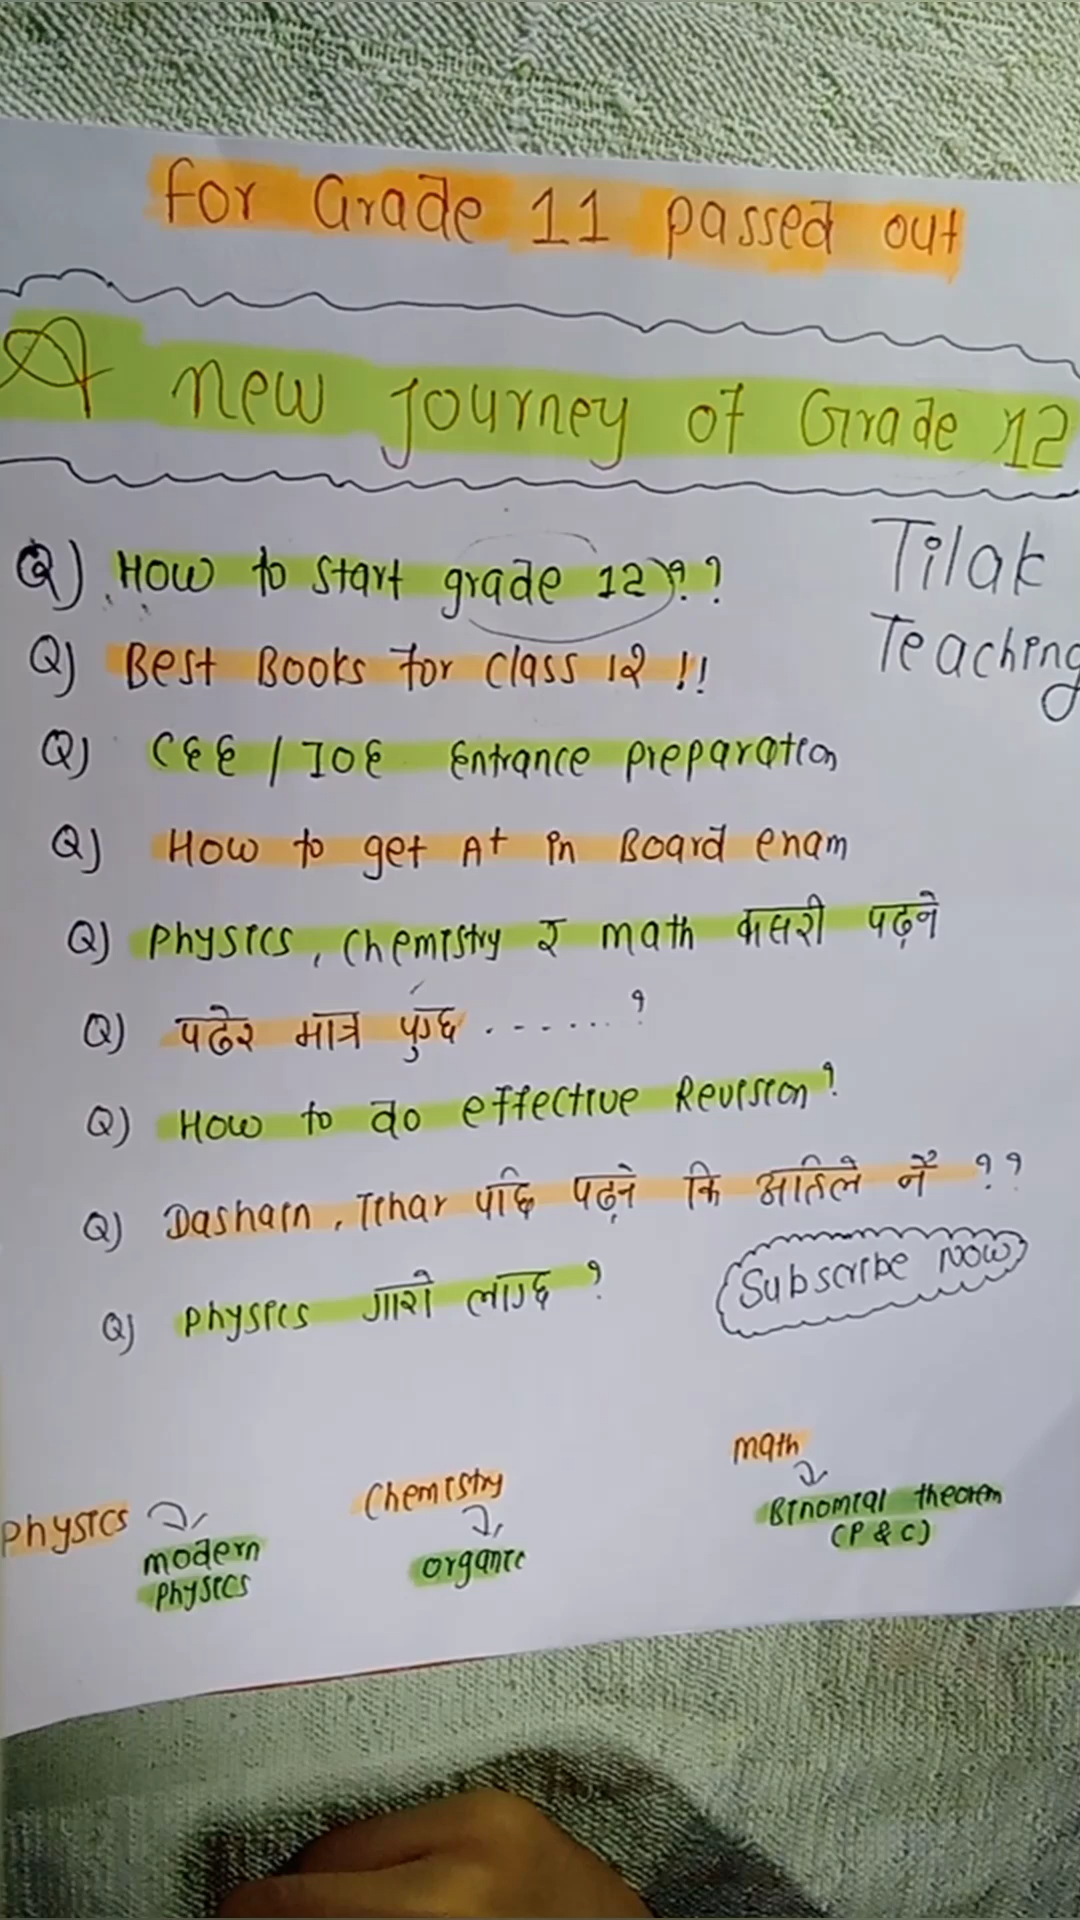 For Grade 11 passed out
A new journey of Grade 12
Q) How to start grade 12 ??
Tilak
Teaching
Q) Best Books for class 12 !!
Q) CEE / IOE Entrance preparation
Q) How to get A+ in Board exam
Q) Physics, Chemistry र math कसरी पढ्ने
Q) पढेर मात्र पुग्छ .......?
Q) How to do effective Revision?
Q) Dashain, Tihar पछि पढ्ने कि अहिले नै ??
Q) Physics गारो लाग्छ ?
Subscribe Now
Physics
modern
Physics
Chemistry
organic
math
Binomial theorem
(P & C)